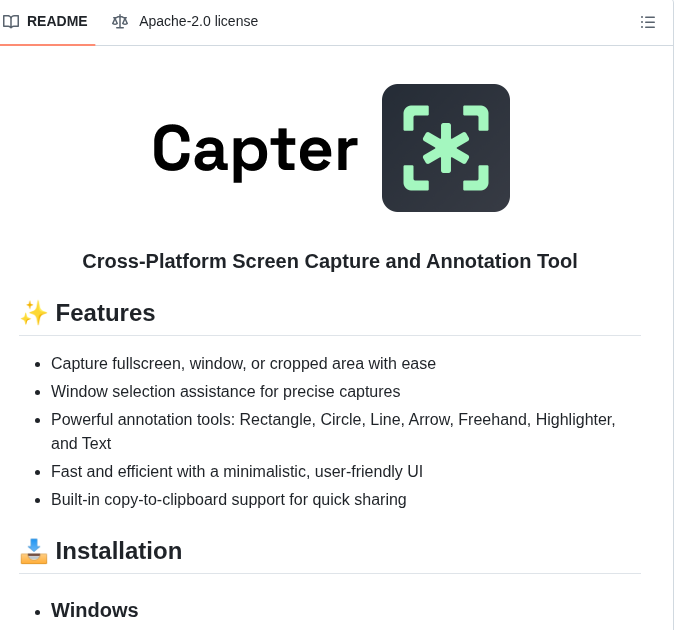 README
Apache-2.0 license
Capter
Cross-Platform Screen Capture and Annotation Tool
✨ Features
• Capture fullscreen, window, or cropped area with ease
• Window selection assistance for precise captures
• Powerful annotation tools: Rectangle, Circle, Line, Arrow, Freehand, Highlighter,
and Text
• Fast and efficient with a minimalistic, user-friendly UI
• Built-in copy-to-clipboard support for quick sharing
📥 Installation
• Windows